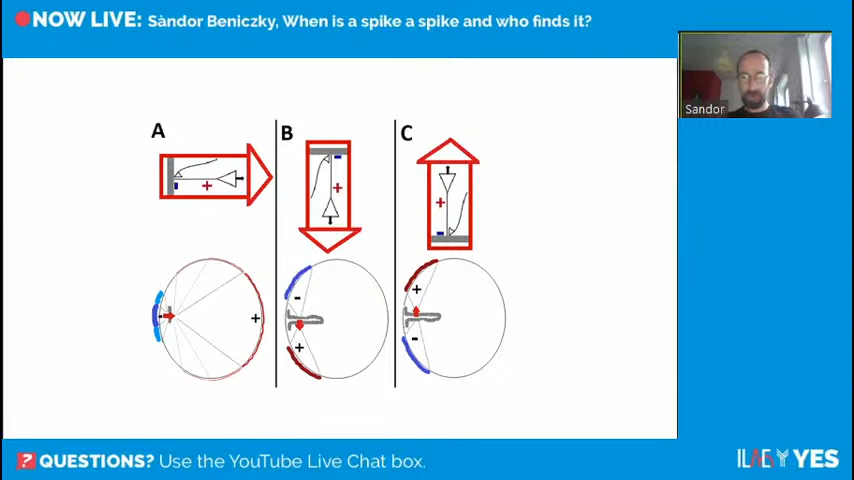 NOW LIVE: Sàndor Beniczky, When is a spike a spike and who finds it?
Sandor
A
B
C
+
+
+
-
+
-
+
+
-
? QUESTIONS? Use the YouTube Live Chat box.
ILAE YES